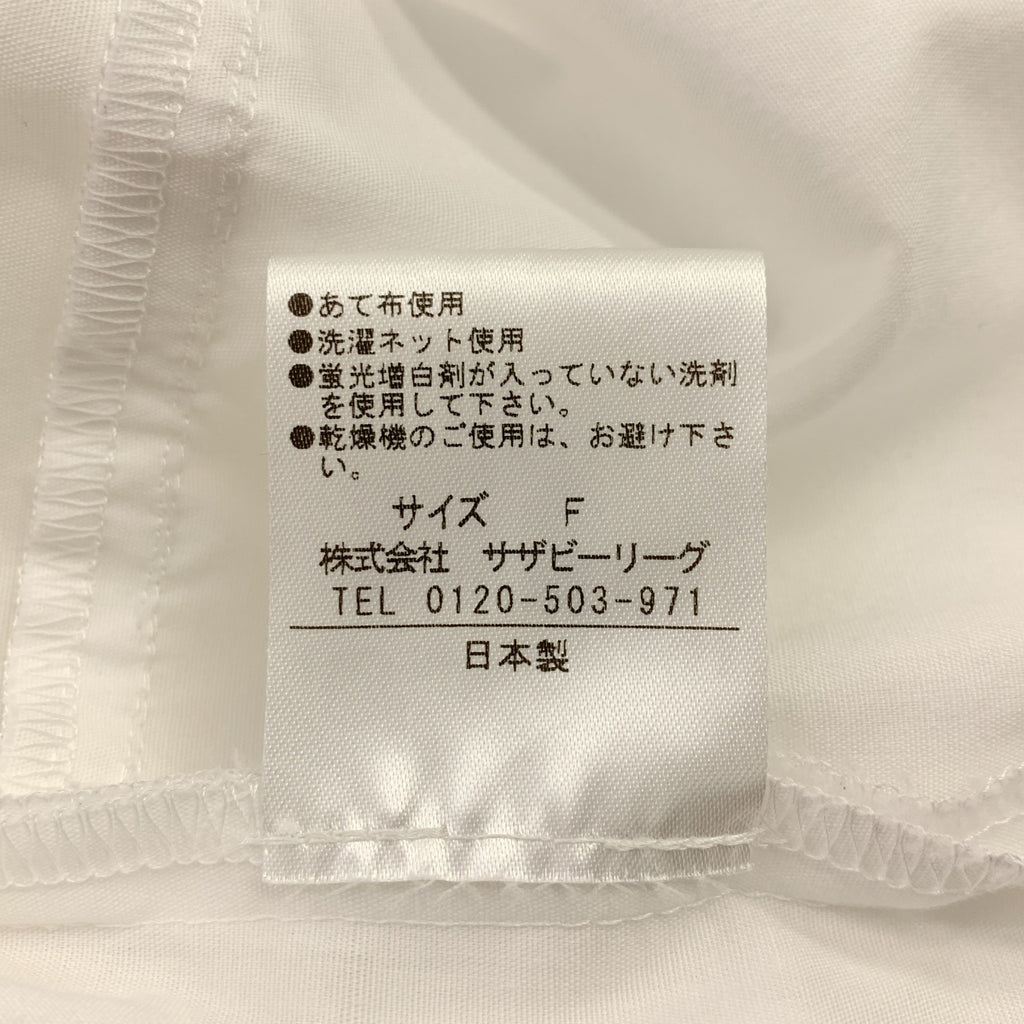 ●あて布使用
●洗濯ネット使用
●蛍光増白剤が入っていない洗剤
を使用して下さい。
●乾燥機のご使用は、お避け下さ
い。
サイズ F
株式会社 サザビーリーグ
TEL 0120-503-971
日本製